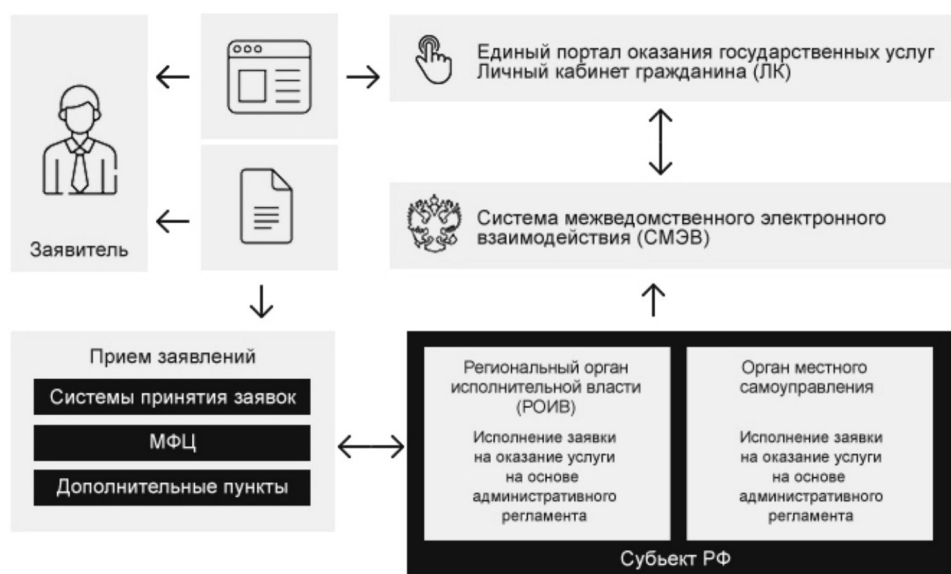 Единый портал оказания государственных услуг
Личный кабинет гражданина (ЛК)
Заявитель
Система межведомственного электронного
взаимодействия (СМЭВ)
Прием заявлений
Системы принятия заявок
МФЦ
Дополнительные пункты
Региональный орган
исполнительной власти
(РОИВ)
Исполнение заявки
на оказание услуги
на основе
административного
регламента
Орган местного
самоуправления
Исполнение заявки
на оказание услуги
на основе
административного
регламента
Субьект РФ